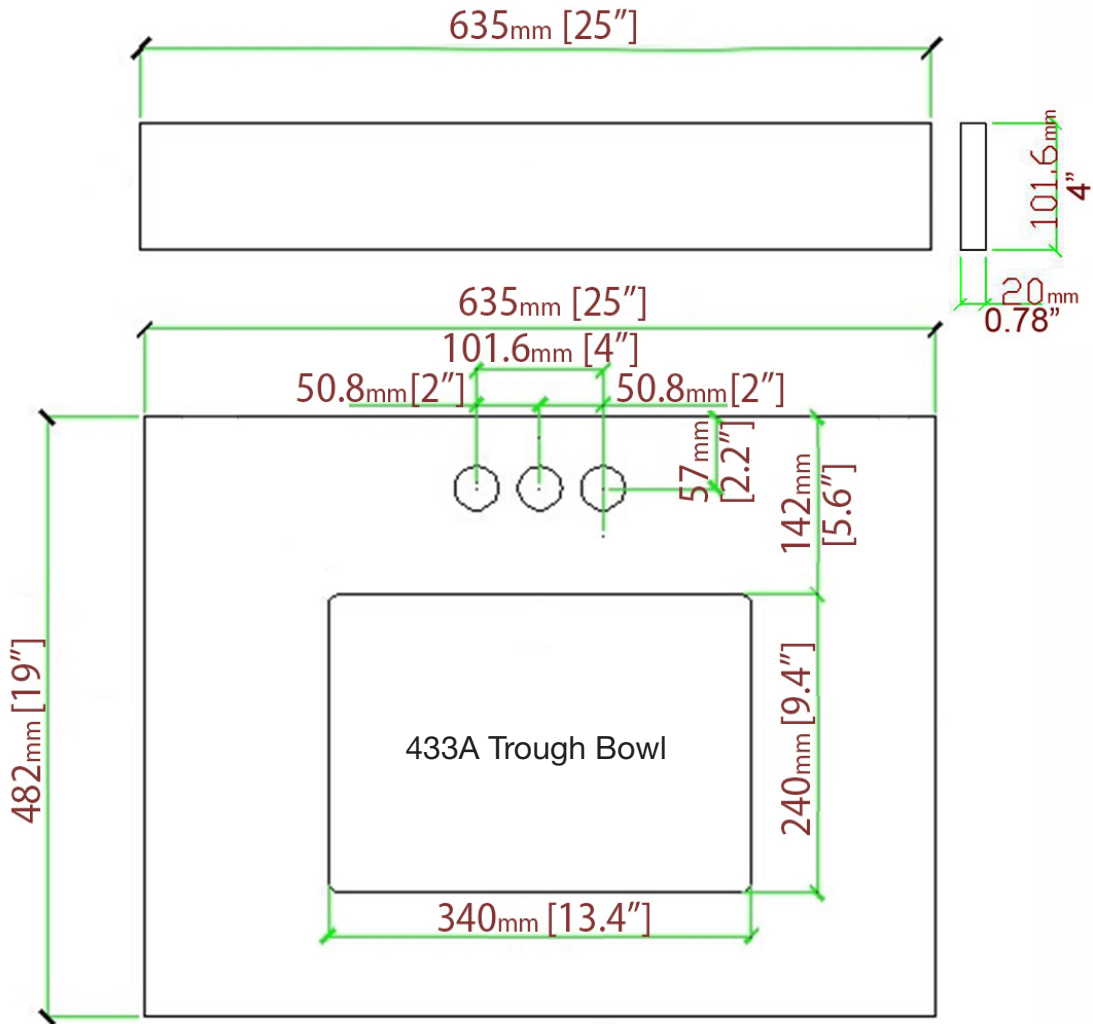 635mm [25”]
101.6mm
4”
20mm
0.78”
635mm [25”]
101.6mm [4”]
50.8mm[2”]
50.8mm[2”]
57mm
[2.2”]
142mm
[5.6”]
482mm [19”]
433A Trough Bowl
240mm [9.4”]
340mm [13.4”]